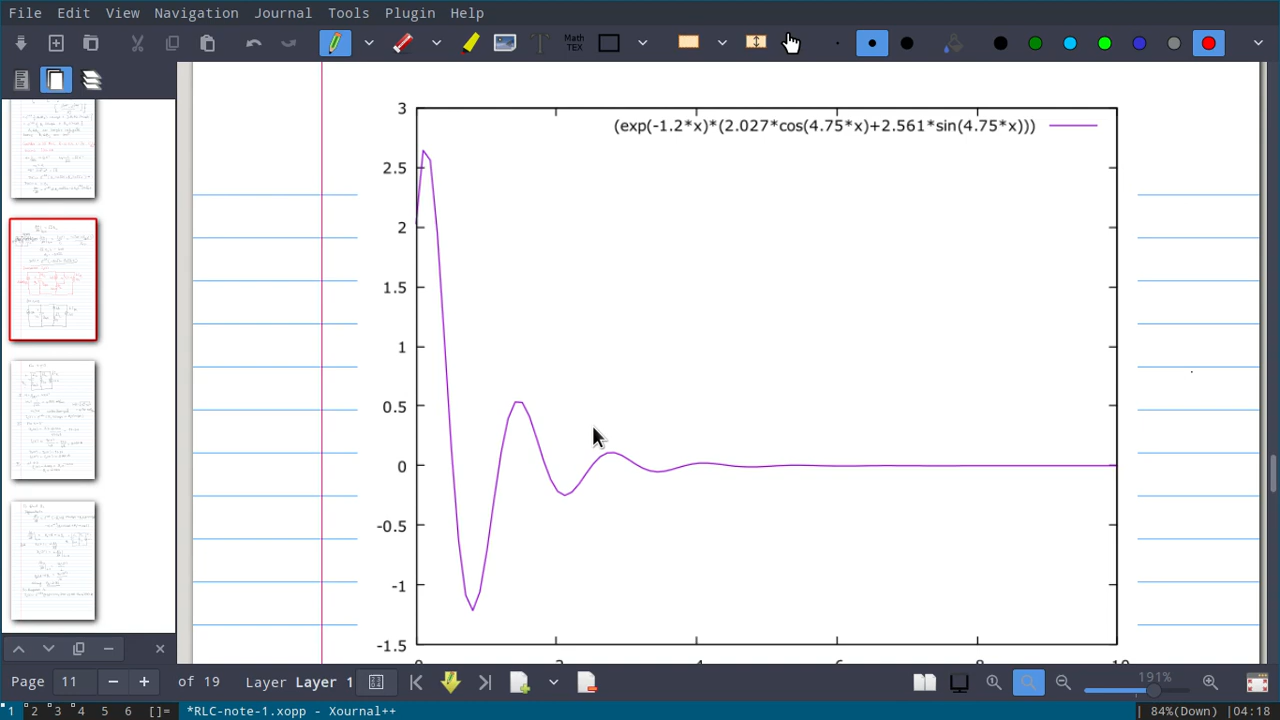 File Edit View Navigation Journal Tools Plugin Help
Math
TEX
3
(exp(-1.2*x)*(2.027*cos(4.75*x)+2.561*sin(4.75*x)))
2.5
2
1.5
1
0.5
0
-0.5
-1
-1.5
Page 11 of 19 Layer Layer 1 191%
1 2 3 4 5 6 []= *RLC-note-1.xopp - Xournal++ 84%(Down) 04:18